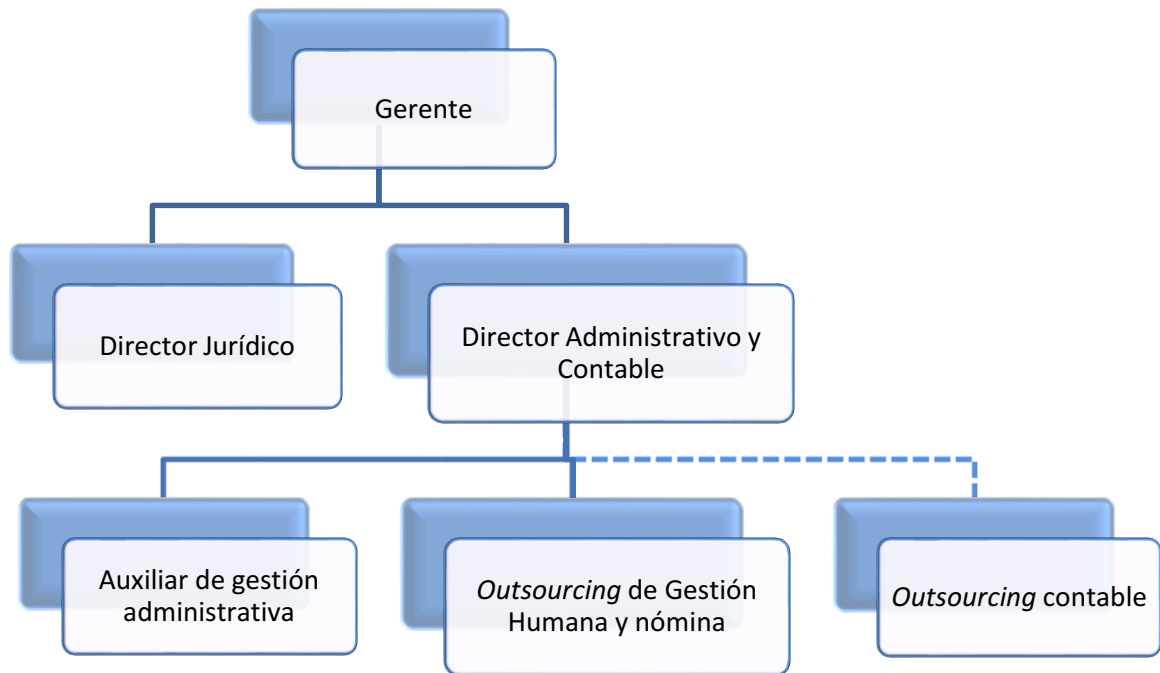 Gerente
Director Jurídico
Director Administrativo y
Contable
Auxiliar de gestión
administrativa
Outsourcing de Gestión
Humana y nómina
Outsourcing contable